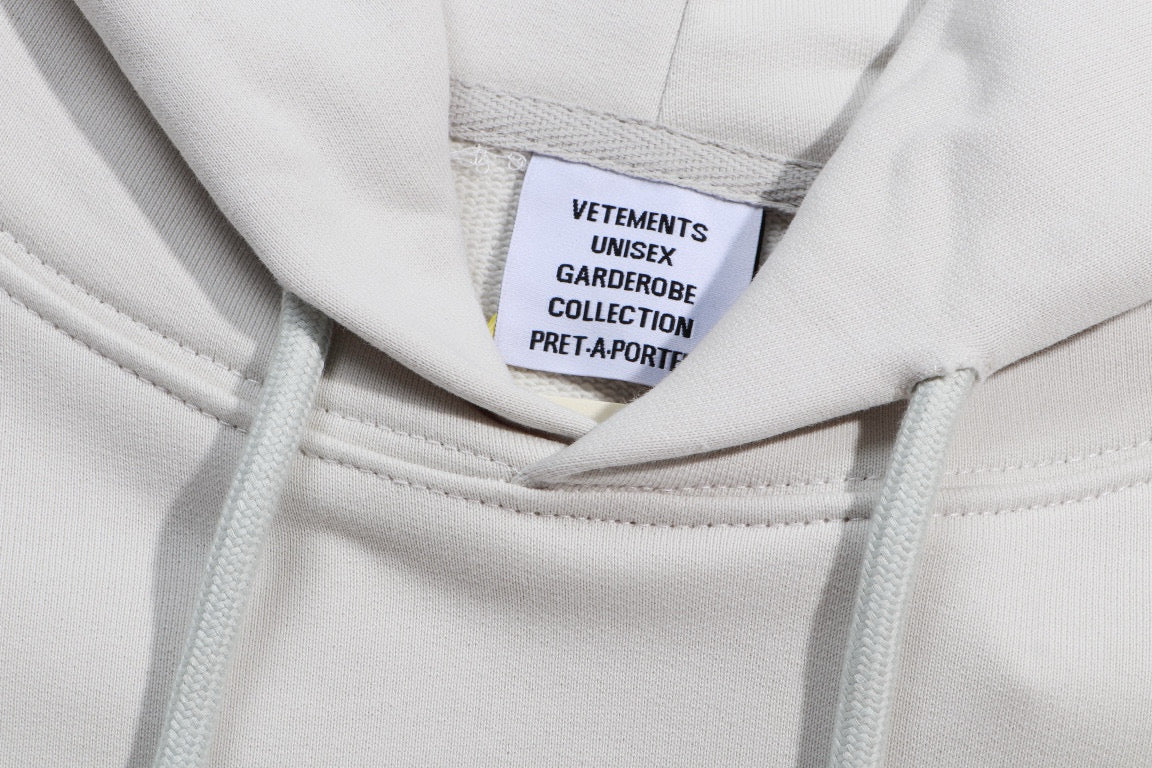 VETEMENTS
UNISEX
GARDEROBE
COLLECTION
PRET-A-PORTE